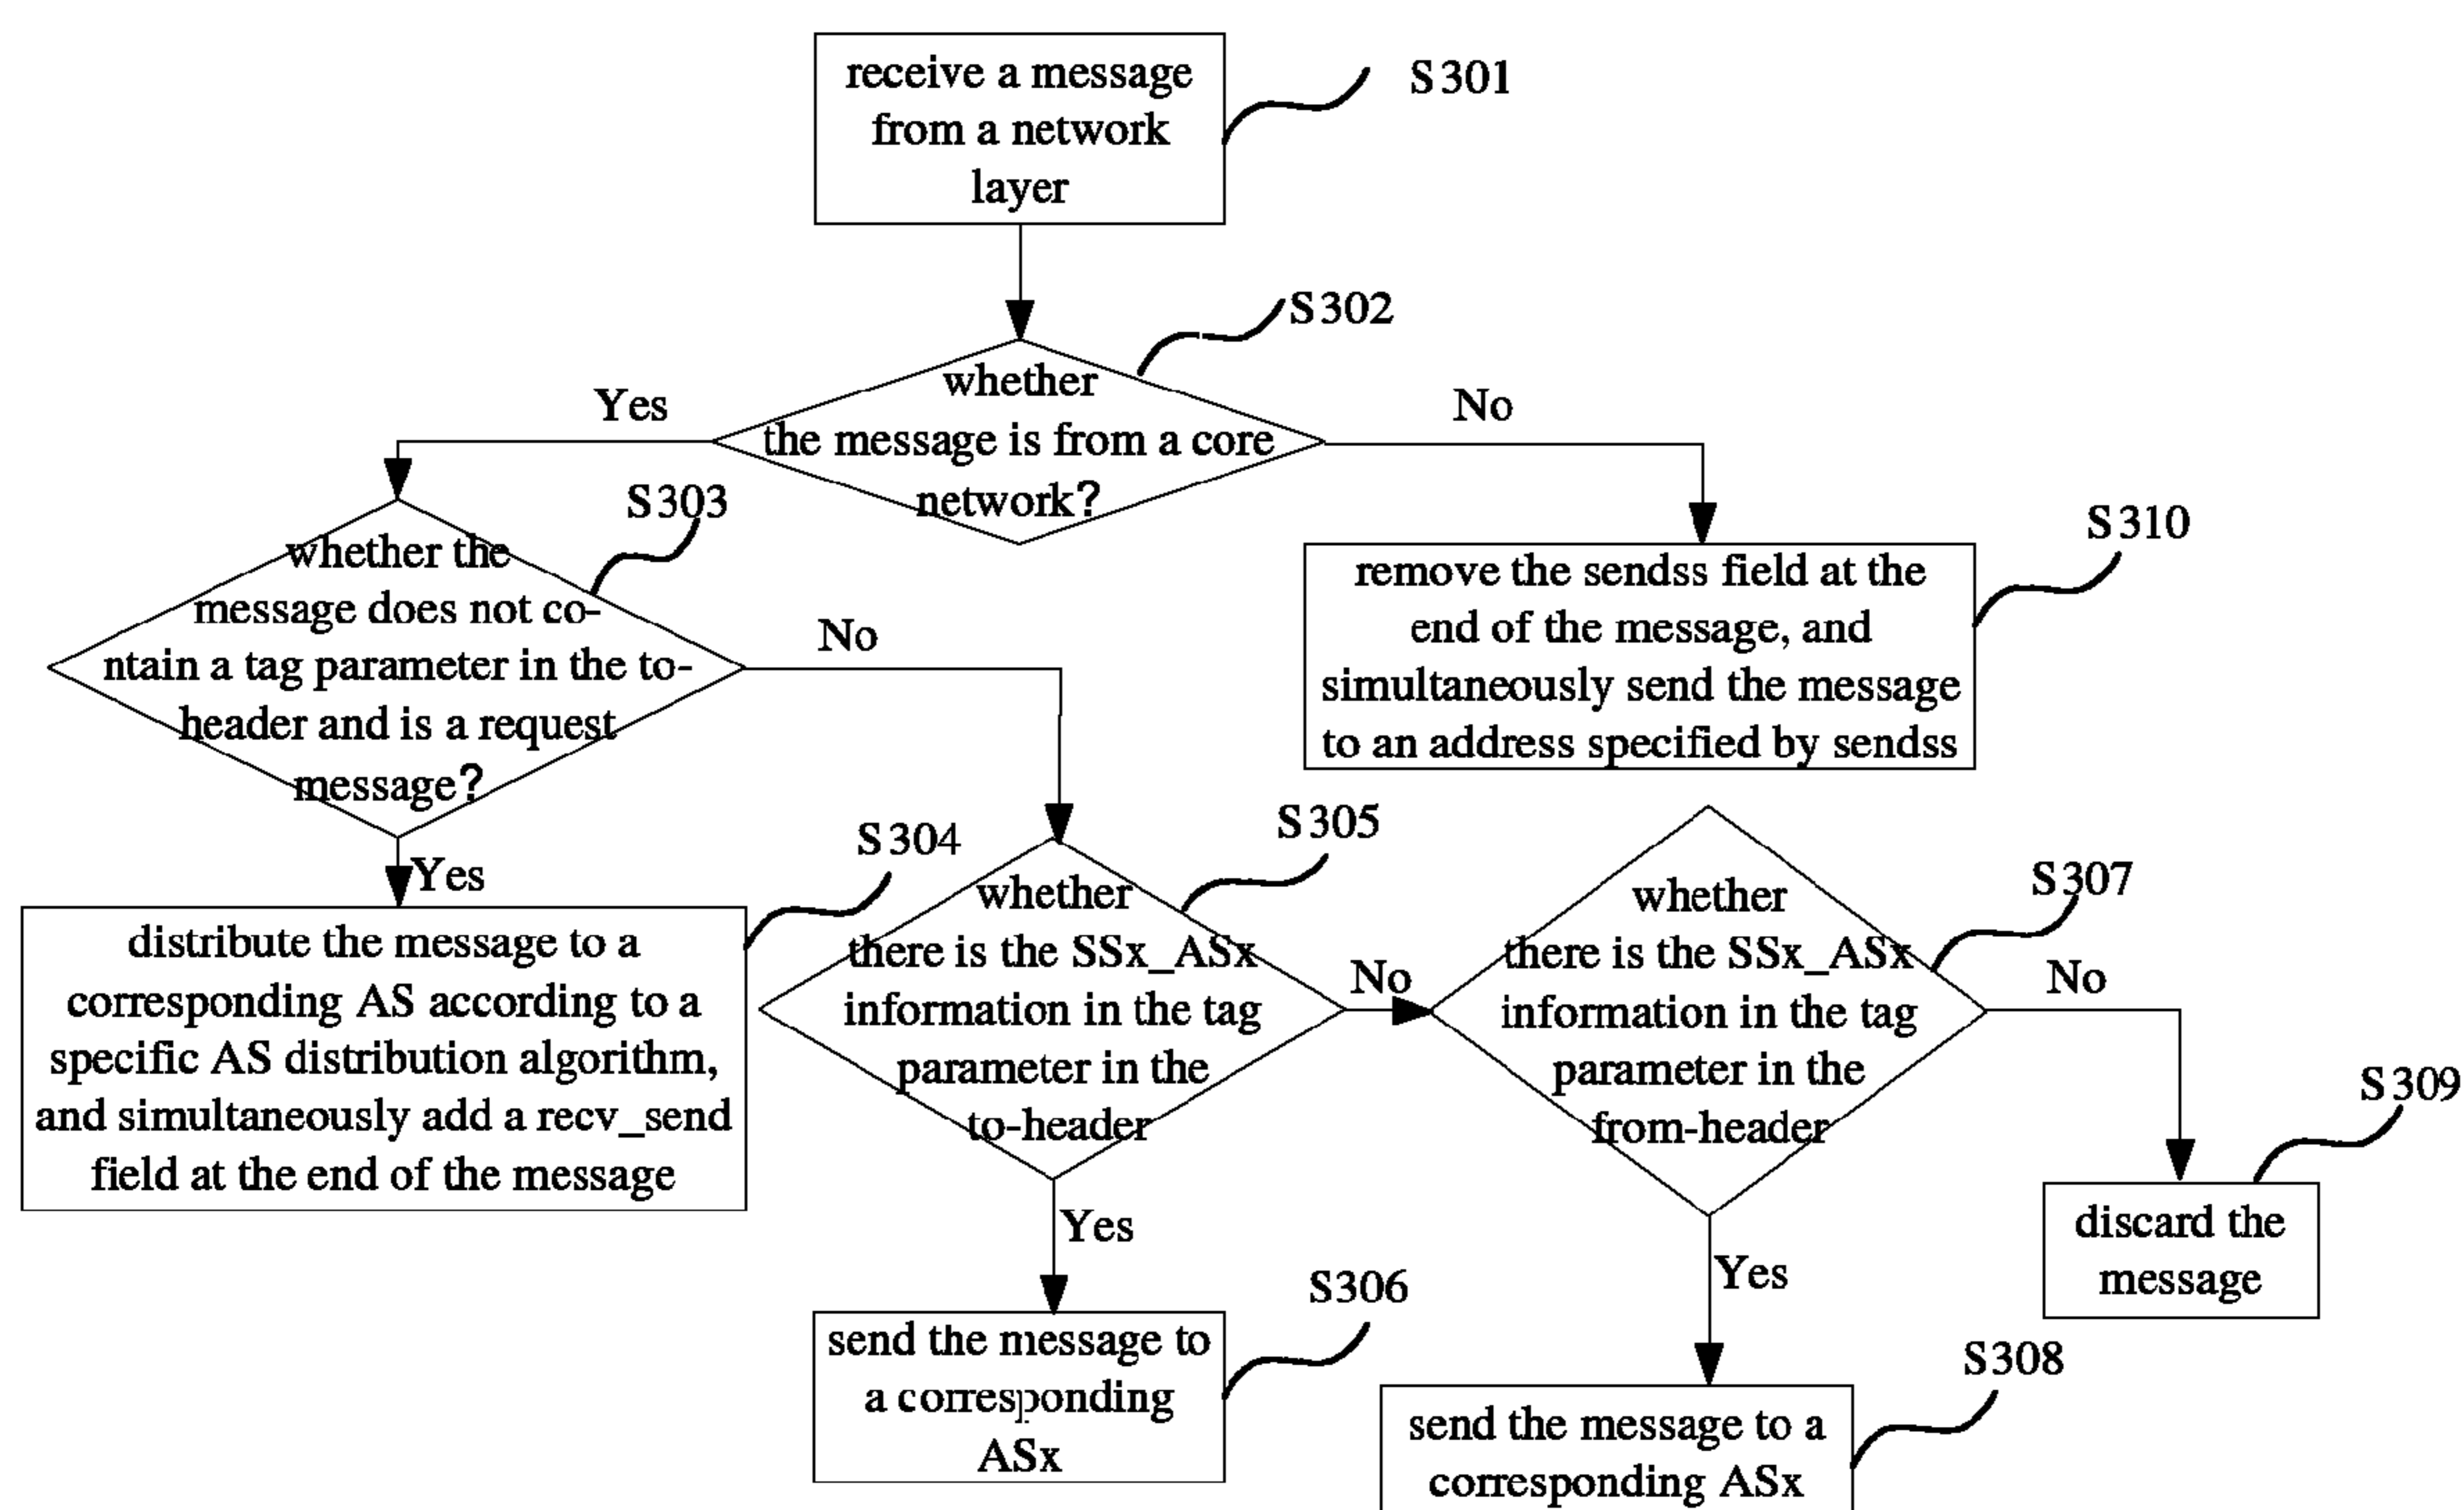 receive a message
from a network
layer
S301
S302
whether
the message is from a core
network?
Yes
No
S303
whether the
message does not co-
ntain a tag parameter in the to-
header and is a request
message?
No
Yes
S310
remove the sendss field at the
end of the message, and
simultaneously send the message
to an address specified by sendss
S304
distribute the message to a
corresponding AS according to a
specific AS distribution algorithm,
and simultaneously add a recv_send
field at the end of the message
S305
whether
there is the SSx_ASx
information in the tag
parameter in the
to-header
No
Yes
S307
whether
there is the SSx_ASx
information in the tag
parameter in the
from-header
No
Yes
S309
discard the
message
S306
send the message to
a corresponding
ASx
S308
send the message to a
corresponding ASx